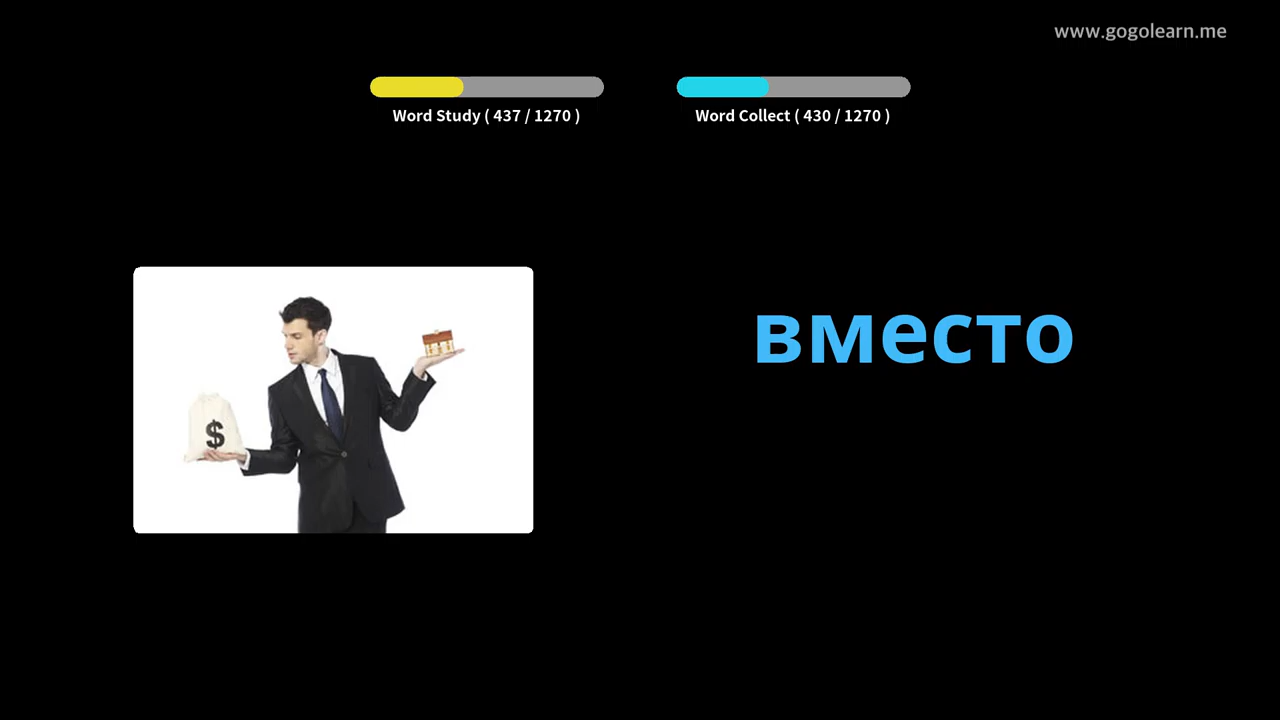 www.gogolearn.me
Word Study ( 437 / 1270 )
Word Collect ( 430 / 1270 )
вместо
$